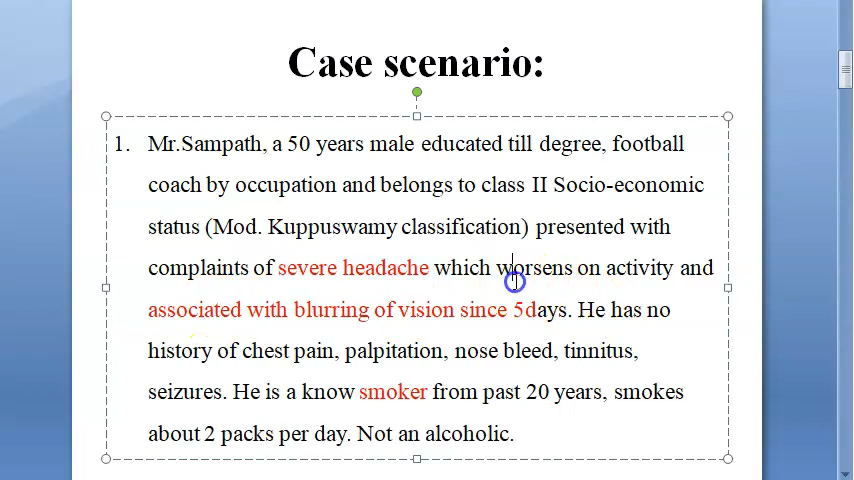 Case scenario:
1. Mr.Sampath, a 50 years male educated till degree, football
coach by occupation and belongs to class II Socio-economic
status (Mod. Kuppuswamy classification) presented with
complaints of severe headache which worsens on activity and
associated with blurring of vision since 5days. He has no
history of chest pain, palpitation, nose bleed, tinnitus,
seizures. He is a know smoker from past 20 years, smokes
about 2 packs per day. Not an alcoholic.